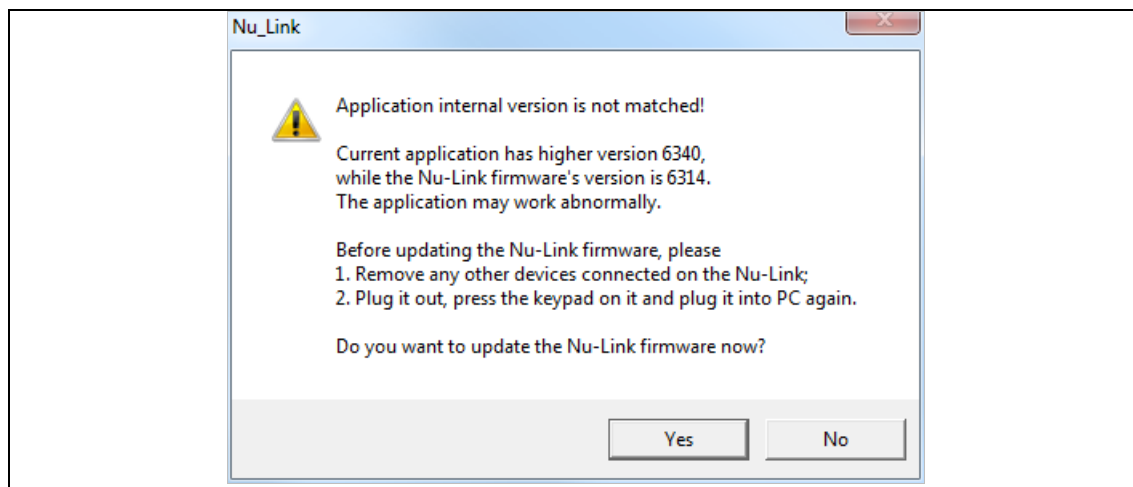 Nu_Link
Application internal version is not matched!
Current application has higher version 6340,
while the Nu-Link firmware's version is 6314.
The application may work abnormally.
Before updating the Nu-Link firmware, please
1. Remove any other devices connected on the Nu-Link;
2. Plug it out, press the keypad on it and plug it into PC again.
Do you want to update the Nu-Link firmware now?
Yes No